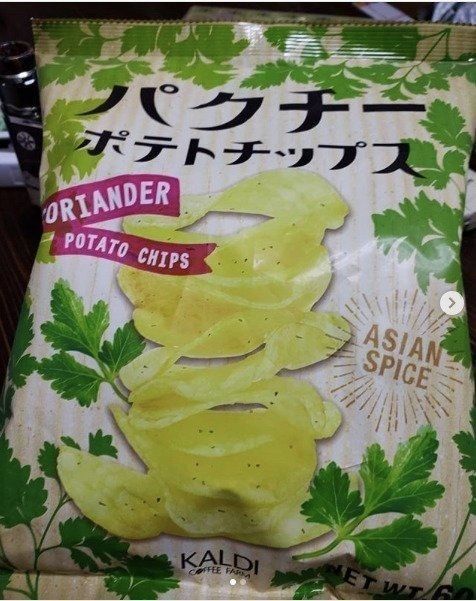 パクチー
ポテトチップス
CORIANDER
POTATO CHIPS
ASIAN
SPICE
KALDI
COFFEE FARM
NET WT.